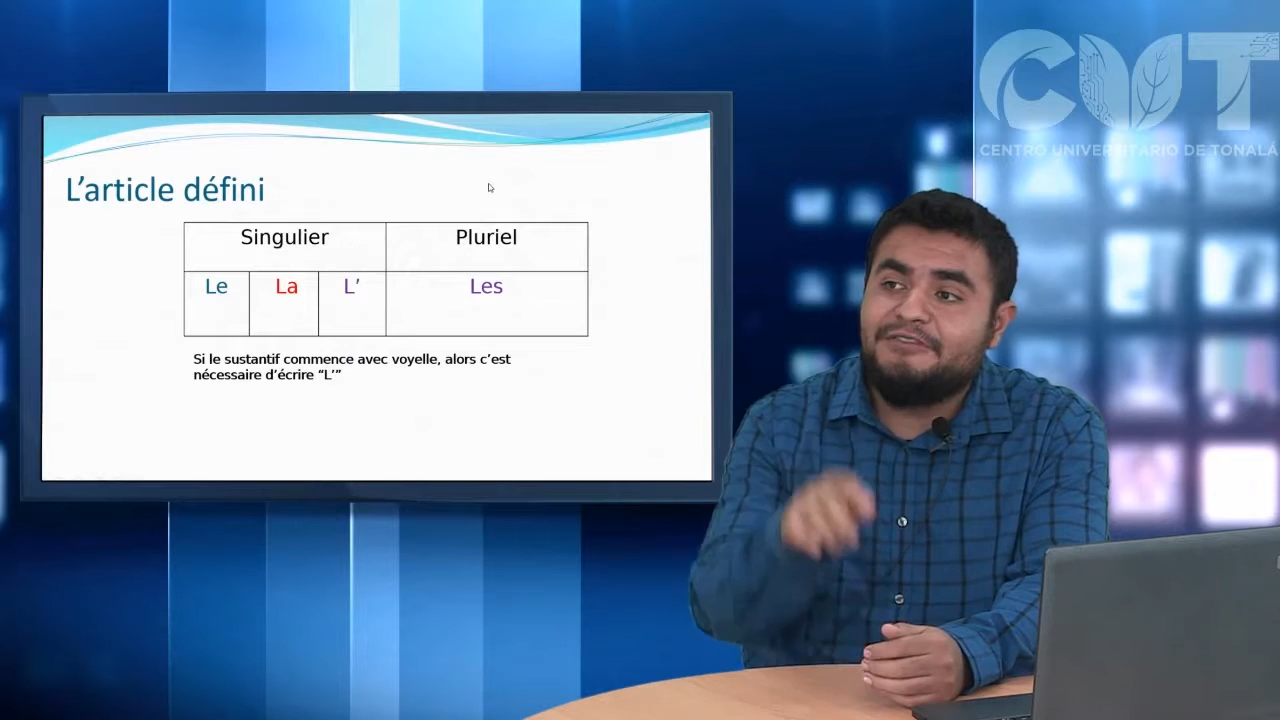 CUT
CENTRO UNIVERSITARIO DE TONALÁ
L'article défini
Singulier Pluriel
Le La L' Les
Si le sustantif commence avec voyelle, alors c'est
nécessaire d'écrire “L'”